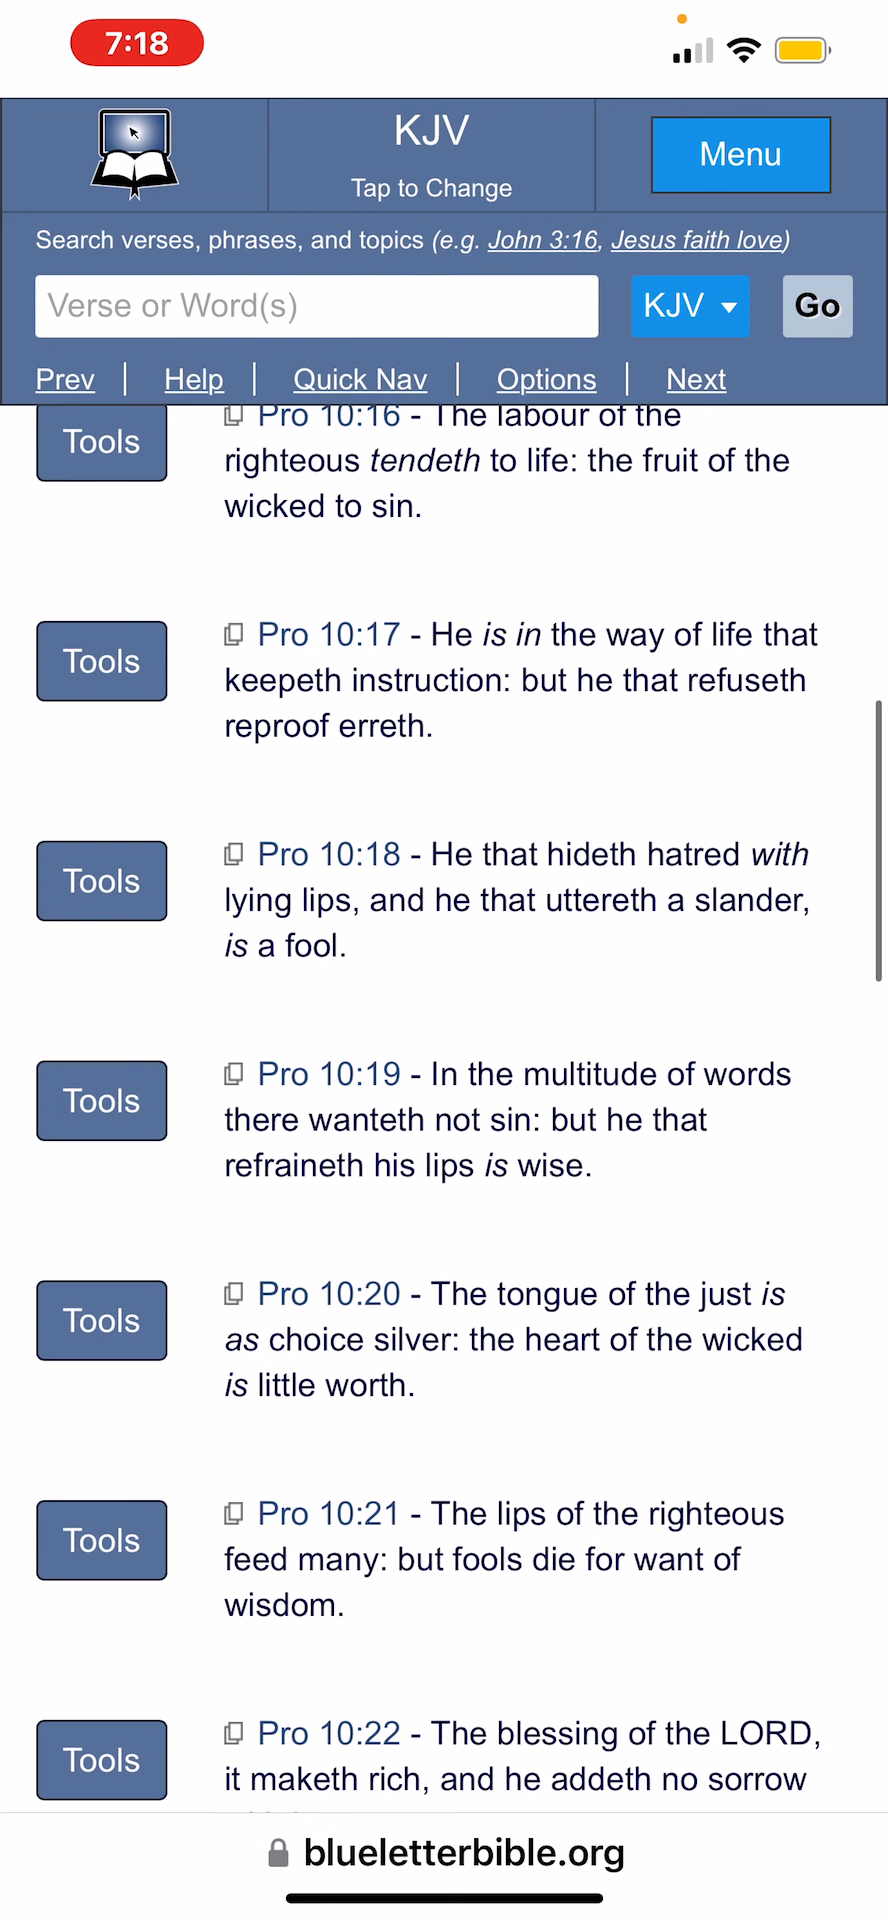 7:18
KJV
Tap to Change
Menu
Search verses, phrases, and topics (e.g. John 3:16, Jesus faith love)
Verse or Word(s)
KJV
Go
Prev | Help | Quick Nav | Options | Next
Tools
Pro 10:16 - The labour of the
righteous tendeth to life: the fruit of the
wicked to sin.
Tools
Pro 10:17 - He is in the way of life that
keepeth instruction: but he that refuseth
reproof erreth.
Tools
Pro 10:18 - He that hideth hatred with
lying lips, and he that uttereth a slander,
is a fool.
Tools
Pro 10:19 - In the multitude of words
there wanteth not sin: but he that
refraineth his lips is wise.
Tools
Pro 10:20 - The tongue of the just is
as choice silver: the heart of the wicked
is little worth.
Tools
Pro 10:21 - The lips of the righteous
feed many: but fools die for want of
wisdom.
Tools
Pro 10:22 - The blessing of the LORD,
it maketh rich, and he addeth no sorrow
blueletterbible.org